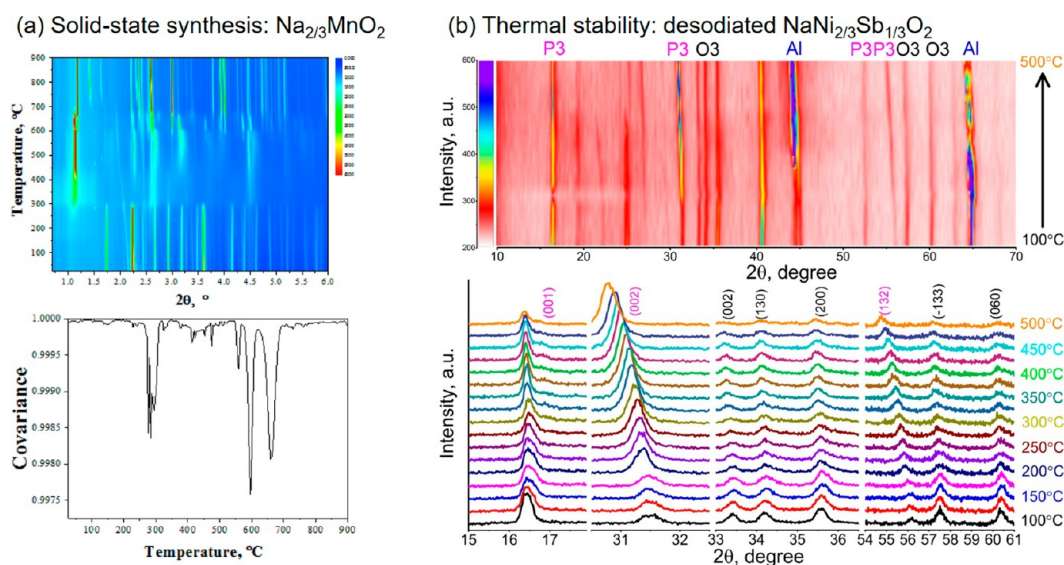 (a) Solid-state synthesis: Na2/3MnO2
Temperature, °C
900
800
700
600
500
400
300
200
100
1.0 1.5 2.0 2.5 3.0 3.5 4.0 4.5 5.0 5.5 6.0
2θ, °
Covariance
1.0000
0.9995
0.9990
0.9985
0.9980
0.9975
100 200 300 400 500 600 700 800 900
Temperature, °C
(b) Thermal stability: desodiated NaNi2/3Sb1/3O2
P3 P3 O3 Al P3 P3 O3 O3 Al
Intensity, a.u.
600
500
400
300
200
10 20 30 40 50 60 70
2θ, degree
500°C
100°C
Intensity, a.u.
(001) (002) (002) (130) (200) (132) (-133) (060)
500°C
450°C
400°C
350°C
300°C
250°C
200°C
150°C
100°C
15 16 17 31 32 33 34 35 36 54 55 56 57 58 59 60 61
2θ, degree